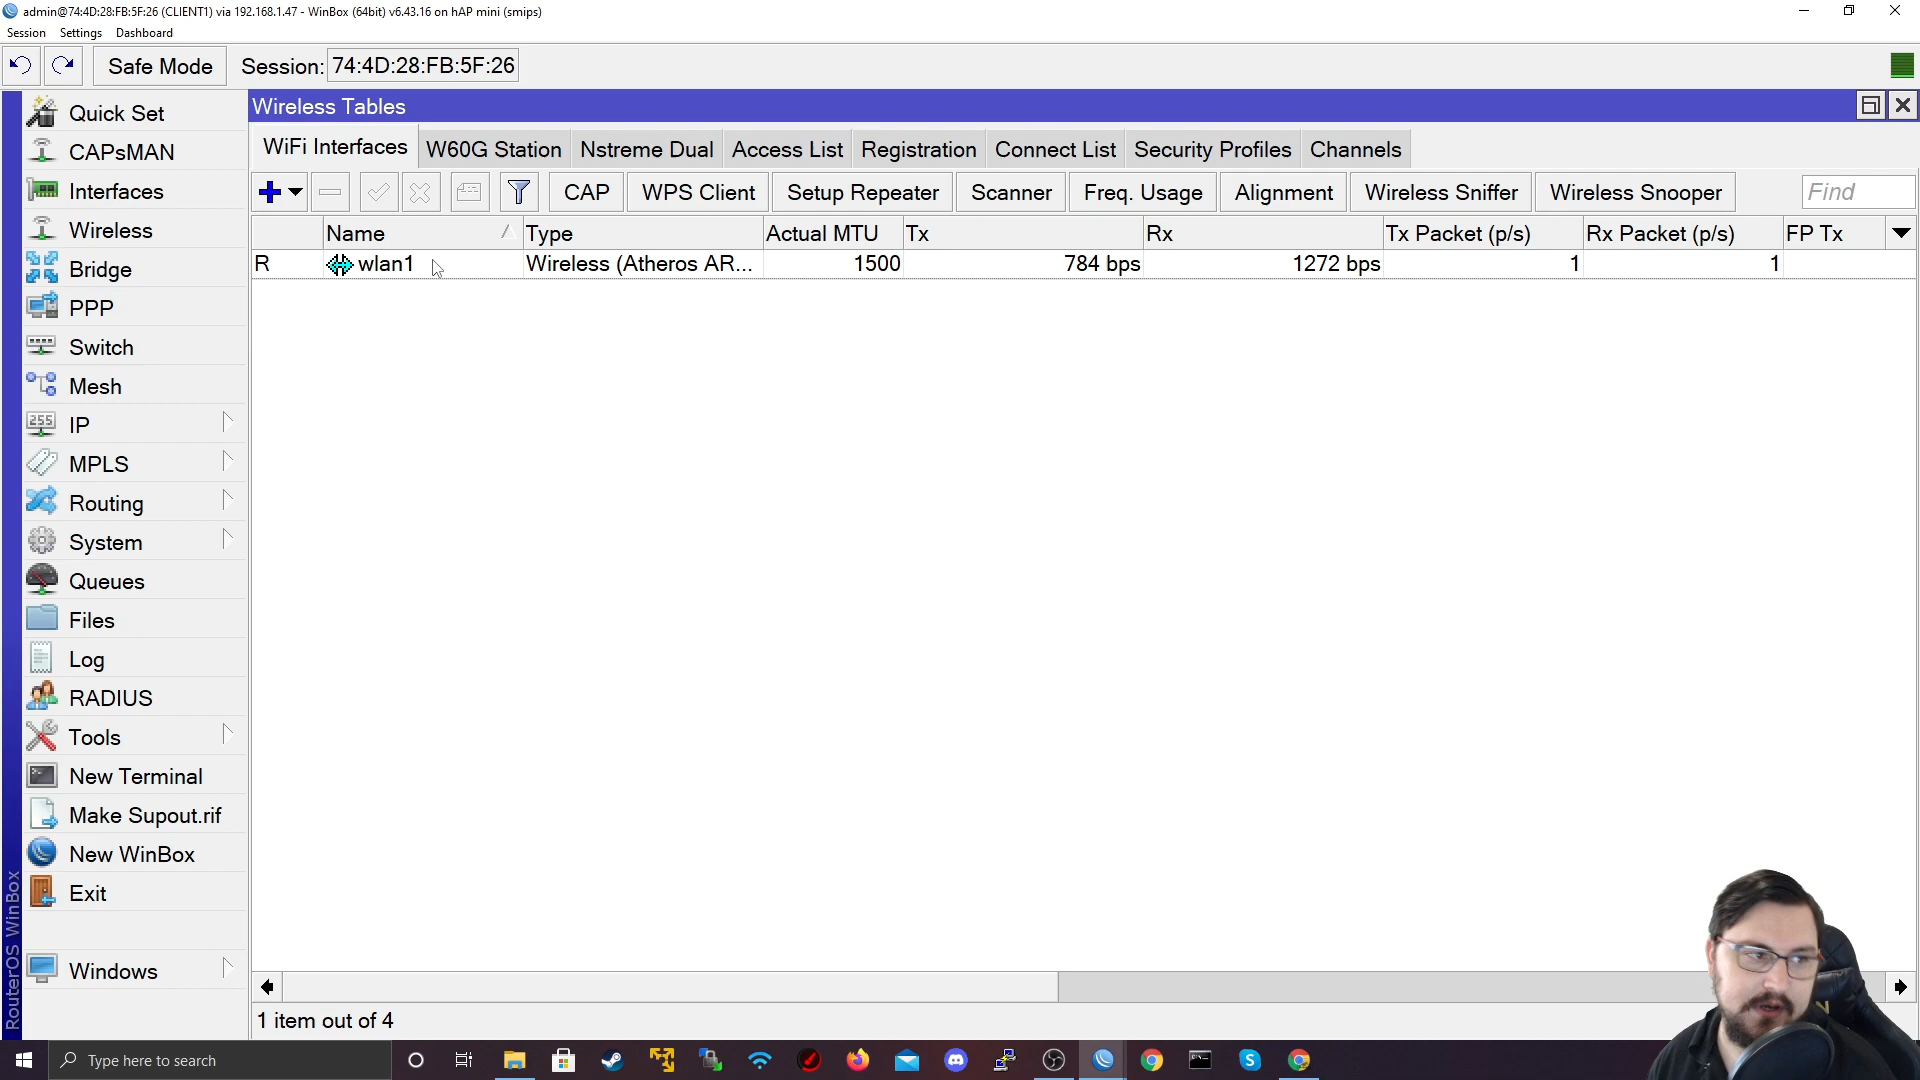 admin@74:4D:28:FB:5F:26 (CLIENT1) via 192.168.1.47 - WinBox (64bit) v6.43.16 on hAP mini (smips)
Session Settings Dashboard
Safe Mode Session: 74:4D:28:FB:5F:26
Wireless Tables
WiFi Interfaces W60G Station Nstreme Dual Access List Registration Connect List Security Profiles Channels
CAP WPS Client Setup Repeater Scanner Freq. Usage Alignment Wireless Sniffer Wireless Snooper Find
Name Type Actual MTU Tx Rx Tx Packet (p/s) Rx Packet (p/s) FP Tx
R wlan1 Wireless (Atheros AR... 1500 784 bps 1272 bps 1 1
Quick Set
CAPsMAN
Interfaces
Wireless
Bridge
PPP
Switch
Mesh
255 IP
MPLS
Routing
System
Queues
Files
Log
RADIUS
Tools
New Terminal
Make Supout.rif
New WinBox
Exit
Windows
RouterOS WinBox
1 item out of 4
Type here to search